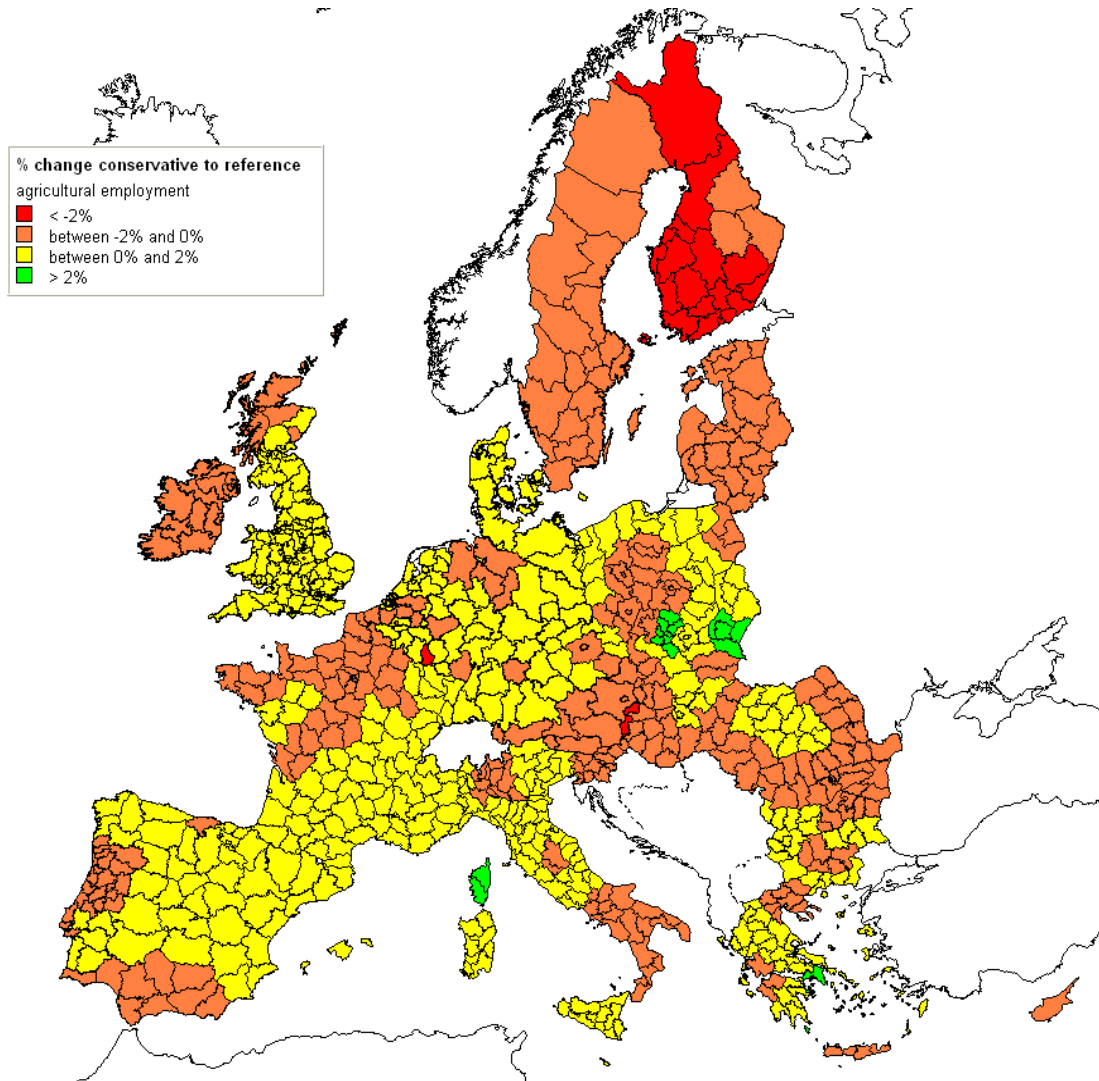 % change conservative to reference
agricultural employment
< -2%
between -2% and 0%
between 0% and 2%
> 2%